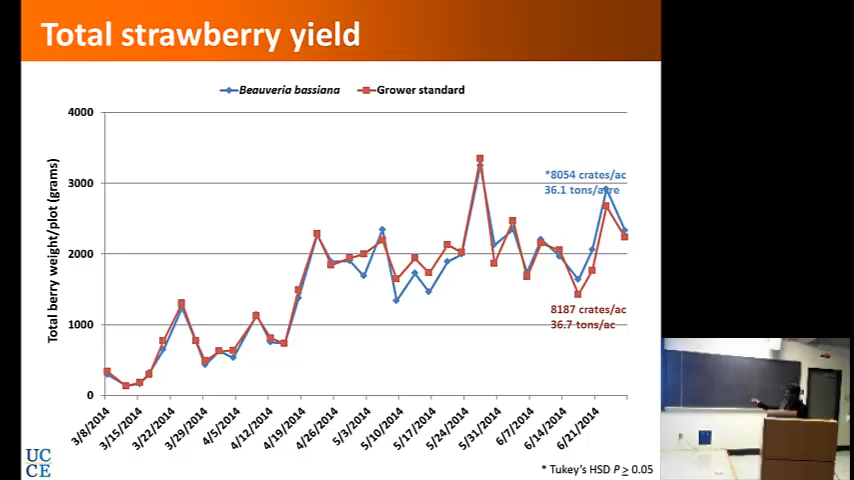 Total strawberry yield
Beauveria bassiana Grower standard
Total berry weight/plot (grams)
4000
3000
2000
1000
0
*8054 crates/ac
36.1 tons/acre
8187 crates/ac
36.7 tons/ac
3/8/2014 3/15/2014 3/22/2014 3/29/2014 4/5/2014 4/12/2014 4/19/2014 4/26/2014 5/3/2014 5/10/2014 5/17/2014 5/24/2014 5/31/2014 6/7/2014 6/14/2014 6/21/2014
UC
CE
* Tukey's HSD P ≥ 0.05